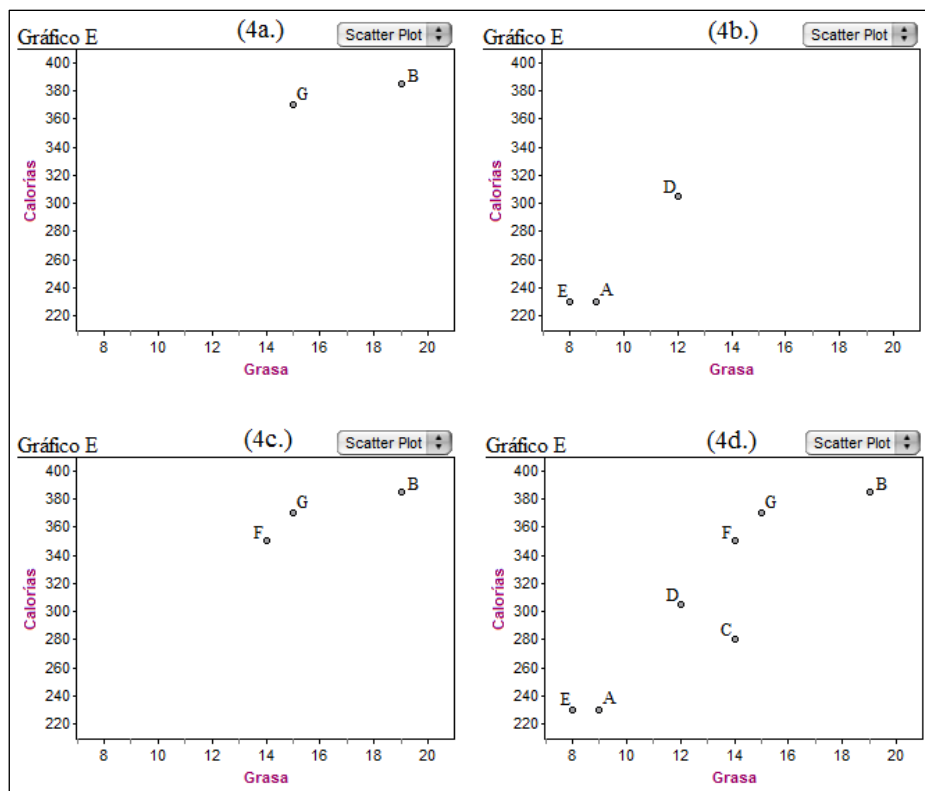 Gráfico E (4a.) Scatter Plot
400
380
360
340
320
300
280
260
240
220
Calorías
G
B
8 10 12 14 16 18 20
Grasa
Gráfico E (4b.) Scatter Plot
400
380
360
340
320
300
280
260
240
220
Calorías
D
E A
8 10 12 14 16 18 20
Grasa
Gráfico E (4c.) Scatter Plot
400
380
360
340
320
300
280
260
240
220
Calorías
B
G
F
8 10 12 14 16 18 20
Grasa
Gráfico E (4d.) Scatter Plot
400
380
360
340
320
300
280
260
240
220
Calorías
B
G
F
D
C
E A
8 10 12 14 16 18 20
Grasa